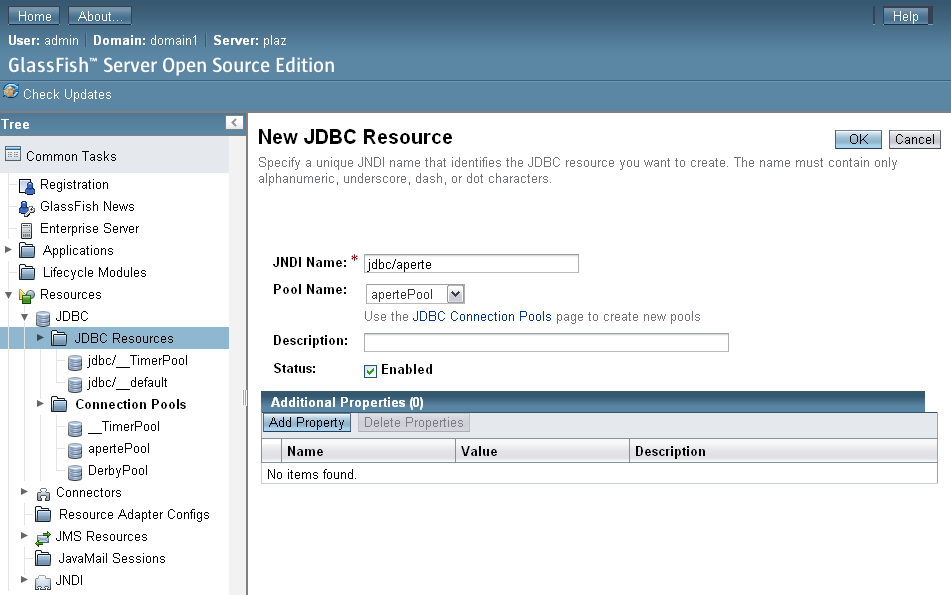 Home About... Help
User: admin Domain: domain1 Server: plaz
GlassFish™ Server Open Source Edition
Check Updates
Tree
Common Tasks
Registration
GlassFish News
Enterprise Server
Applications
Lifecycle Modules
Resources
JDBC
JDBC Resources
jdbc/__TimerPool
jdbc/__default
Connection Pools
__TimerPool
apertePool
DerbyPool
Connectors
Resource Adapter Configs
JMS Resources
JavaMail Sessions
JNDI
New JDBC Resource
OK Cancel
Specify a unique JNDI name that identifies the JDBC resource you want to create. The name must contain only
alphanumeric, underscore, dash, or dot characters.
JNDI Name: * jdbc/aperte
Pool Name: apertePool
Use the JDBC Connection Pools page to create new pools
Description:
Status: Enabled
Additional Properties (0)
Add Property Delete Properties
Name Value Description
No items found.